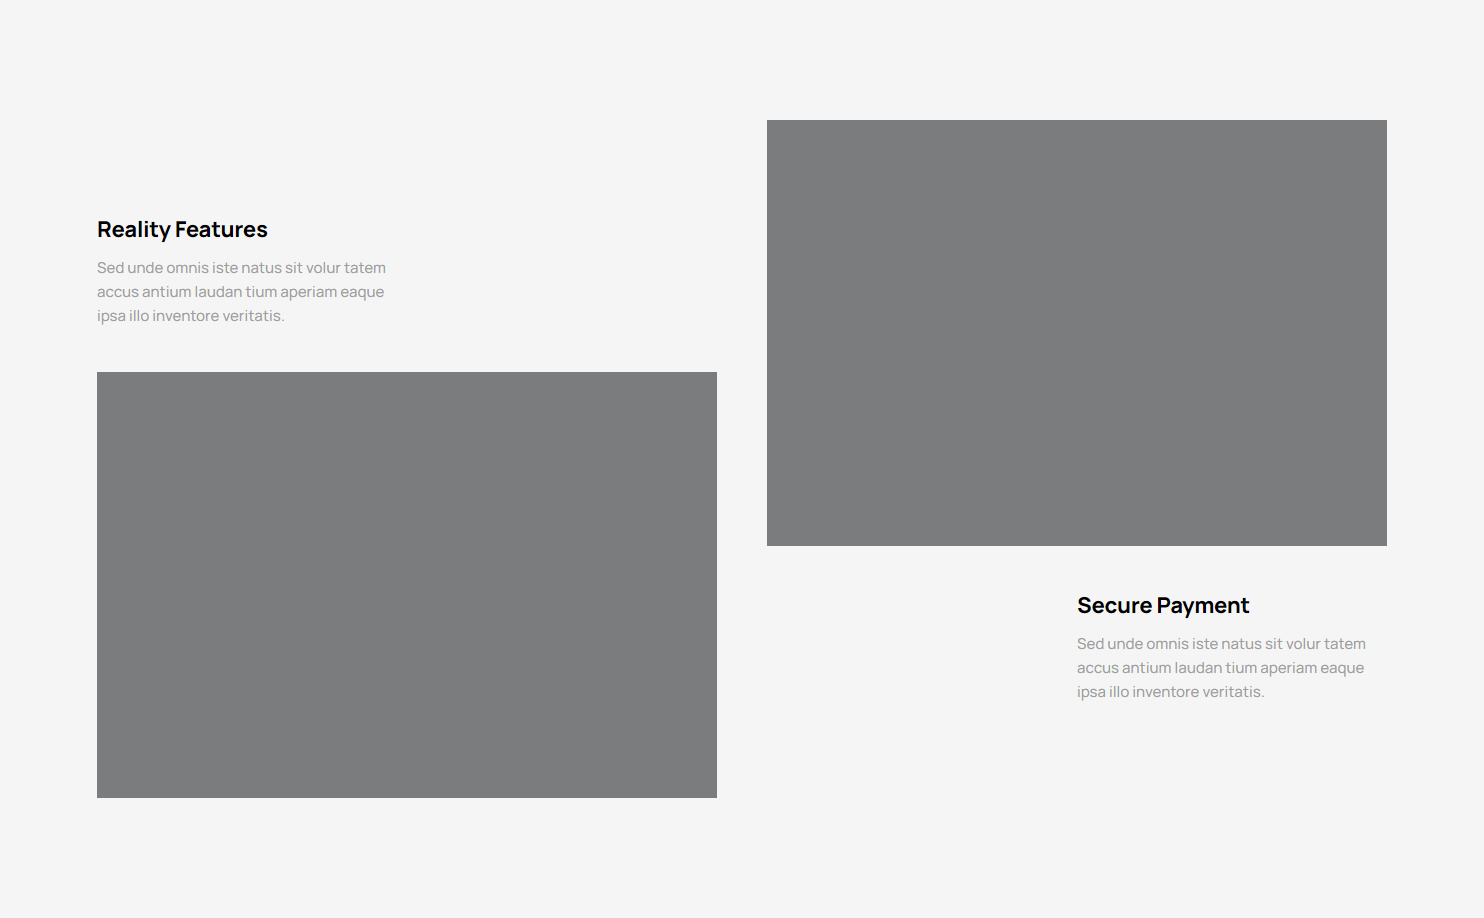 Reality Features
Sed unde omnis iste natus sit volur tatem
accus antium laudan tium aperiam eaque
ipsa illo inventore veritatis.
Secure Payment
Sed unde omnis iste natus sit volur tatem
accus antium laudan tium aperiam eaque
ipsa illo inventore veritatis.